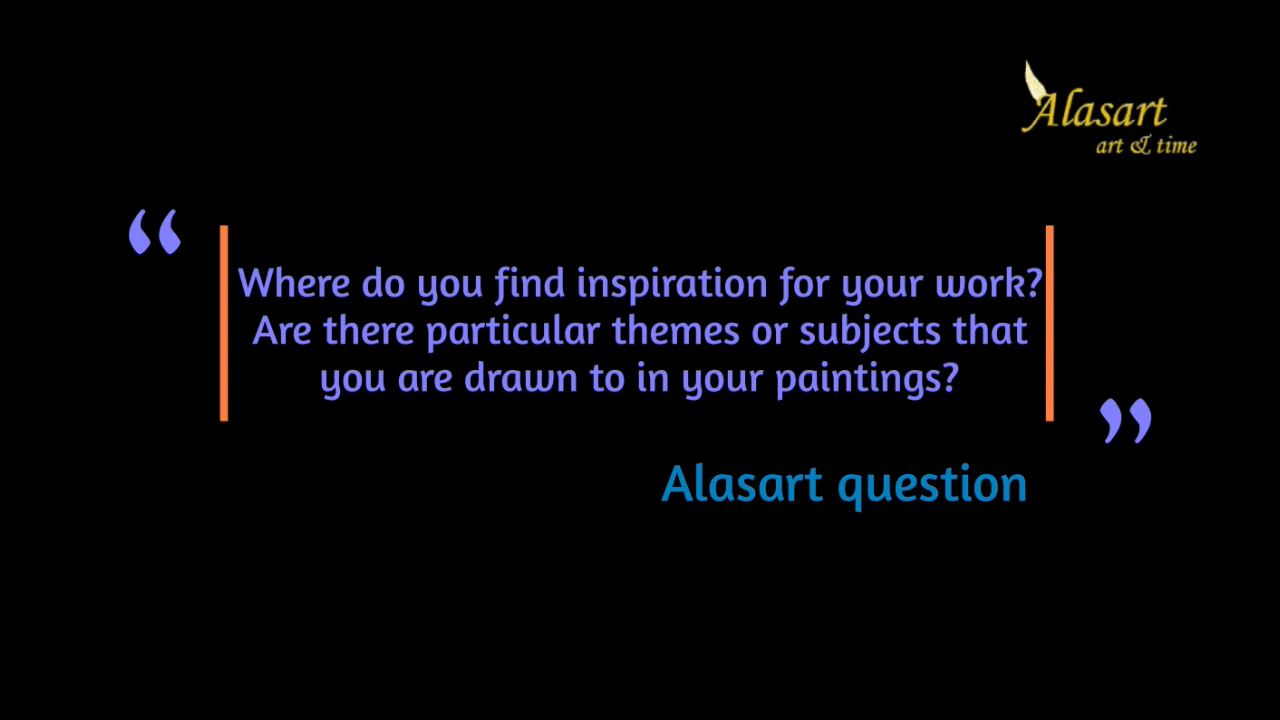 Alasart
art & time
“
Where do you find inspiration for your work?
Are there particular themes or subjects that
you are drawn to in your paintings?
”
Alasart question